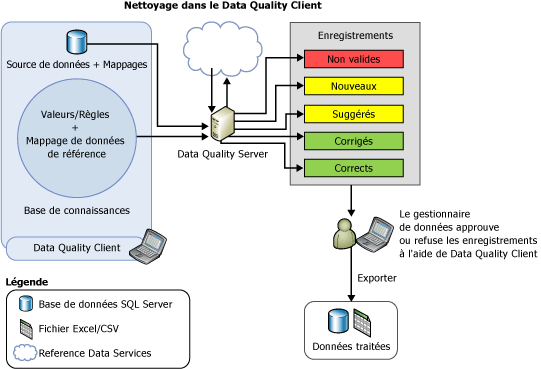 Nettoyage dans le Data Quality Client
Source de données + Mappages
Valeurs/Règles
+
Mappage de données
de référence
Base de connaissances
Data Quality Client
Data Quality Server
Enregistrements
Non valides
Nouveaux
Suggérés
Corrigés
Corrects
Le gestionnaire
de données approuve
ou refuse les enregistrements
à l'aide de Data Quality Client
Exporter
Données traitées
Légende
Base de données SQL Server
Fichier Excel/CSV
Reference Data Services